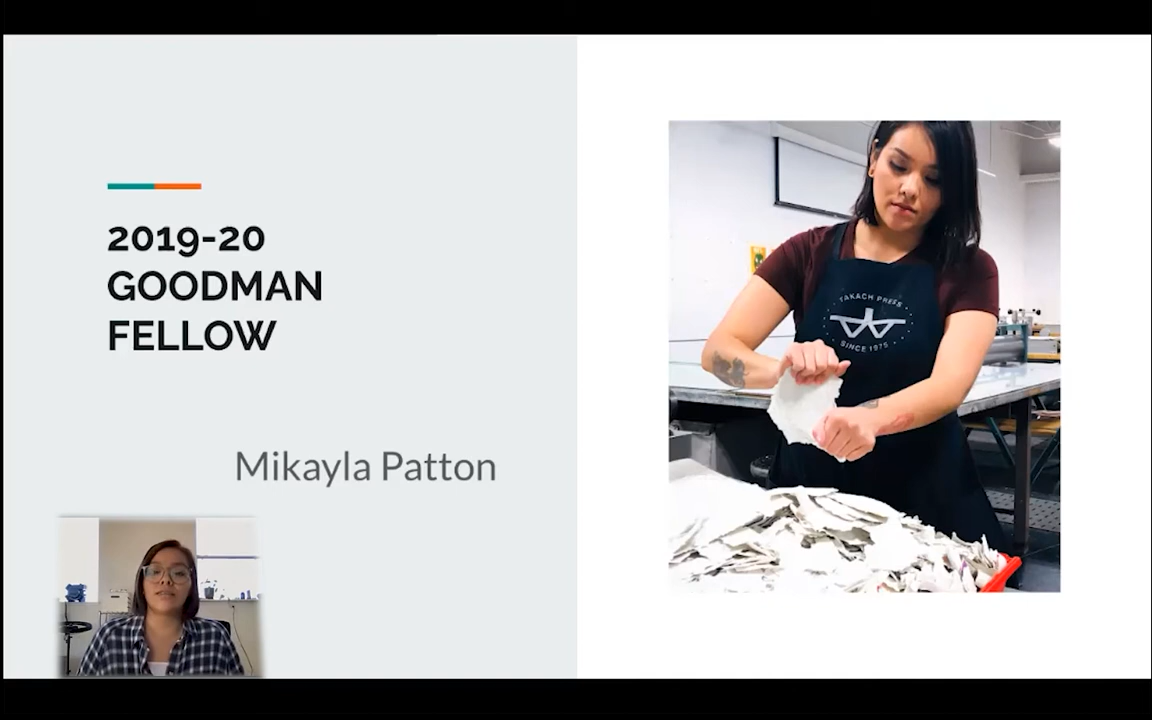 2019-20
GOODMAN
FELLOW
Mikayla Patton
TAKACH PRESS
SINCE 1975